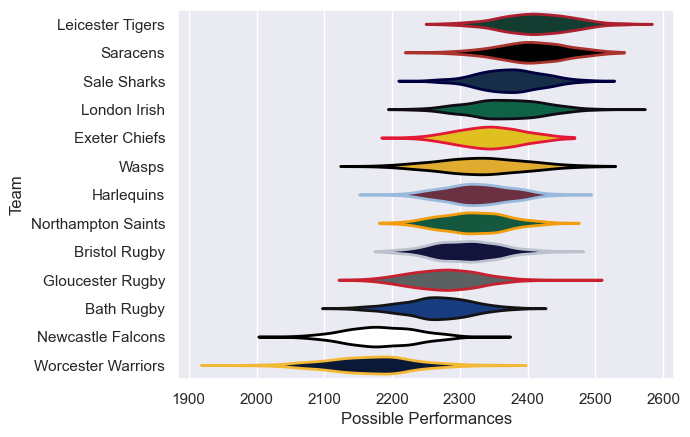 Leicester Tigers
Saracens
Sale Sharks
London Irish
Exeter Chiefs
Wasps
Harlequins
Northampton Saints
Bristol Rugby
Gloucester Rugby
Bath Rugby
Newcastle Falcons
Worcester Warriors
Team
1900 2000 2100 2200 2300 2400 2500 2600
Possible Performances